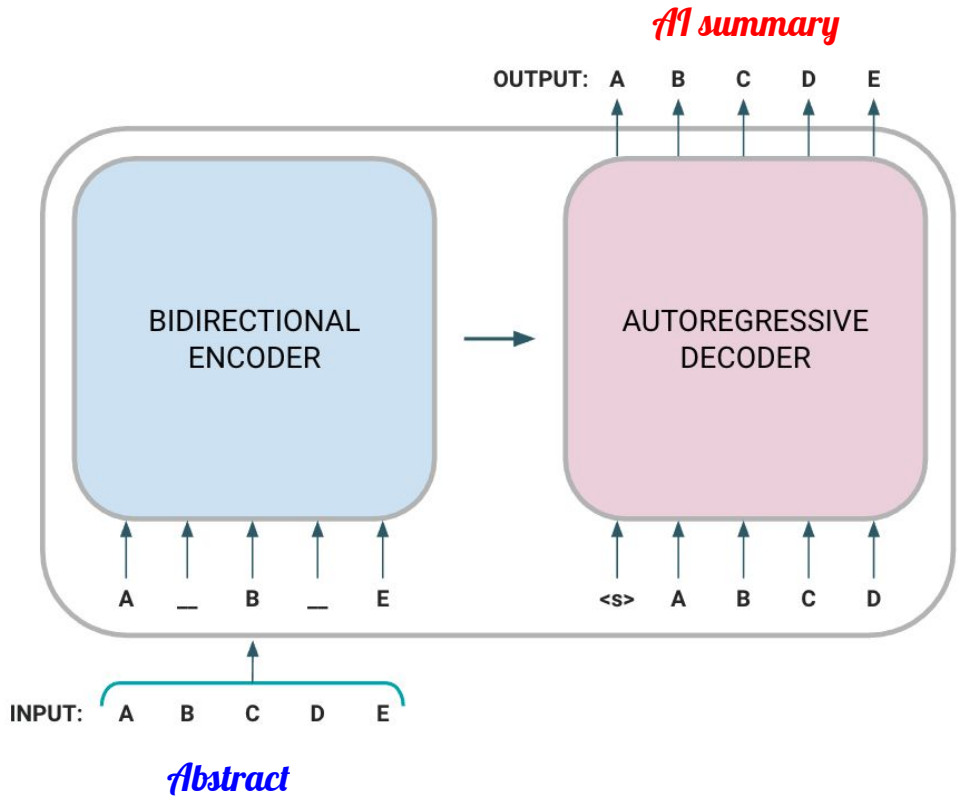 AI summary
OUTPUT: A B C D E
BIDIRECTIONAL
ENCODER
AUTOREGRESSIVE
DECODER
A __ B __ E
<s> A B C D
INPUT: A B C D E
Abstract